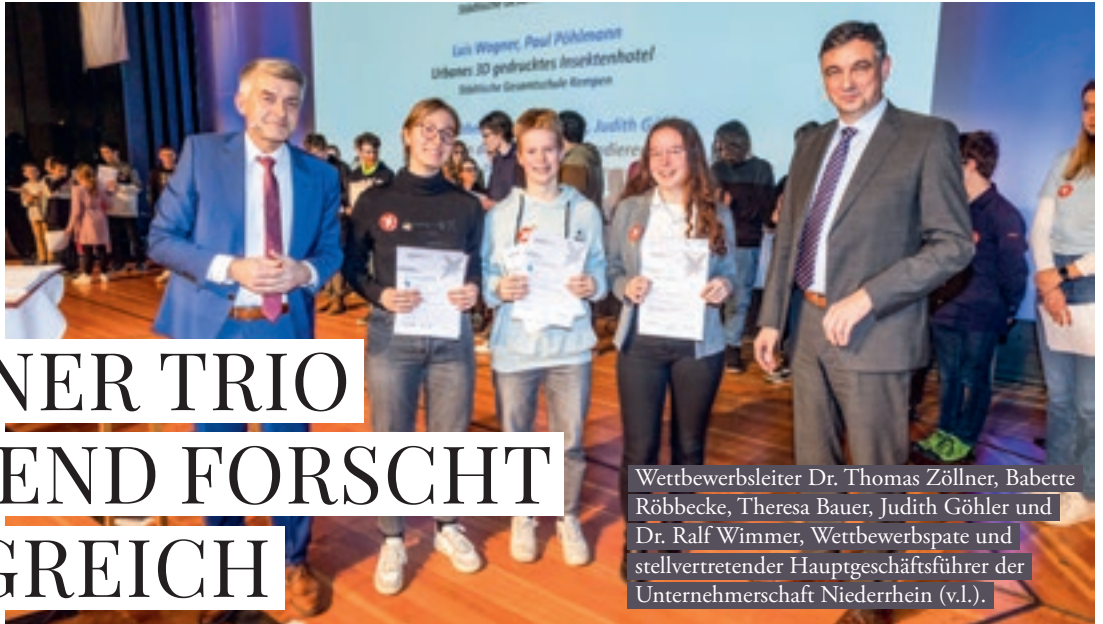 Luis Wagner, Paul Pöhlmann
Urbanes 3D gedrucktes Insektenhotel
Städtische Gesamtschule Kempen
Judith
NER TRIO
END FORSCHT
GREICH
Wettbewerbsleiter Dr. Thomas Zöllner, Babette
Röbbecke, Theresa Bauer, Judith Göhler und
Dr. Ralf Wimmer, Wettbewerbspate und
stellvertretender Hauptgeschäftsführer der
Unternehmerschaft Niederrhein (v.l.).